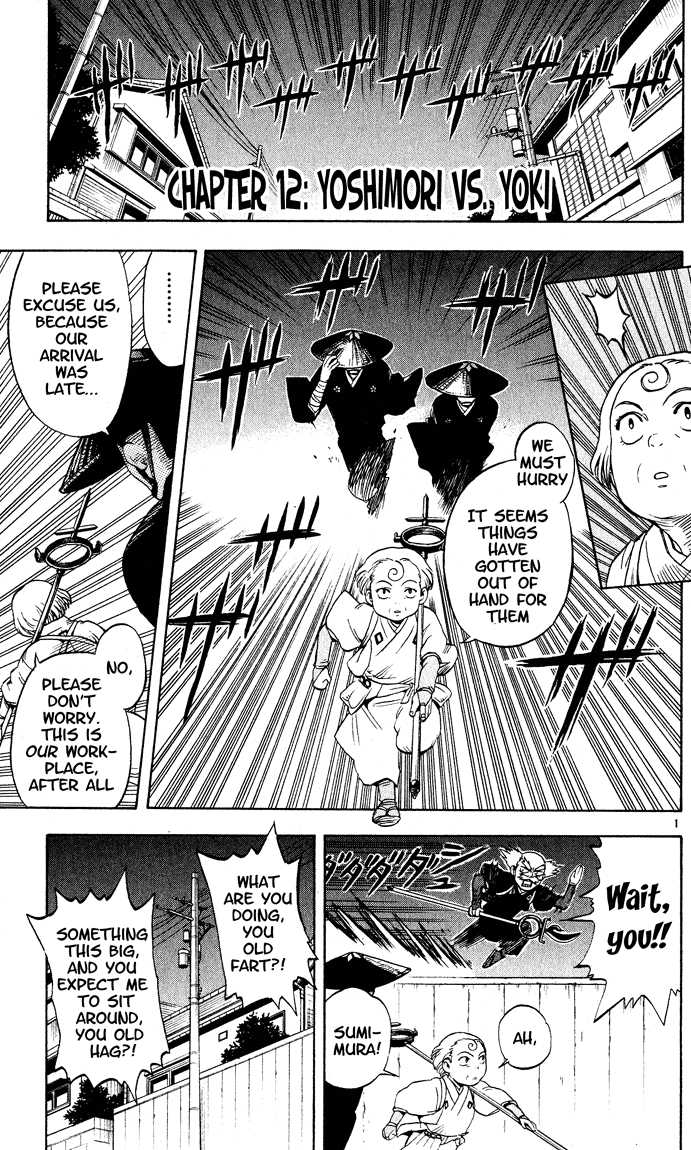 CHAPTER 12: YOSHIMORI VS. YOKI
WE
MUST
HURRY
IT SEEMS
THINGS
HAVE
GOTTEN
OUT OF
HAND FOR
THEM
........
PLEASE
EXCUSE US,
BECAUSE
OUR
ARRIVAL
WAS
LATE...
NO,
PLEASE
DON'T
WORRY.
THIS IS
OUR WORK-
PLACE,
AFTER ALL
1
Wait,
you!!
AH,
SUMI-
MURA!
WHAT
ARE YOU
DOING,
YOU
OLD
FART?!
SOMETHING
THIS BIG,
AND YOU
EXPECT ME
TO SIT
AROUND,
YOU OLD
HAG?!